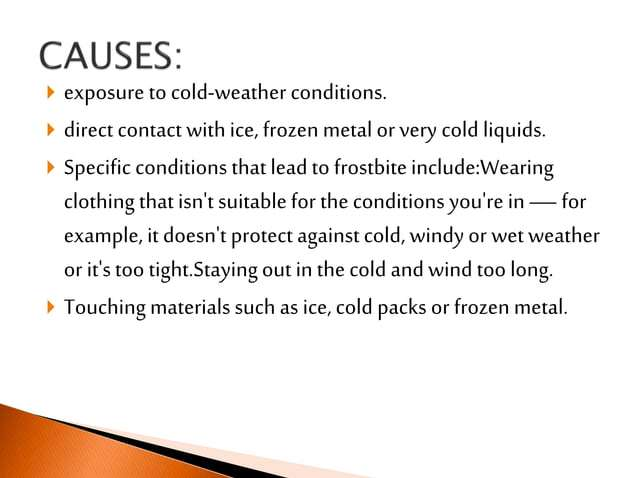 CAUSES:
exposure to cold-weather conditions.
direct contact with ice, frozen metal or very cold liquids.
Specific conditions that lead to frostbite include:Wearing
clothing that isn't suitable for the conditions you're in — for
example, it doesn't protect against cold, windy or wet weather
or it's too tight.Staying out in the cold and wind too long.
Touching materials such as ice, cold packs or frozen metal.